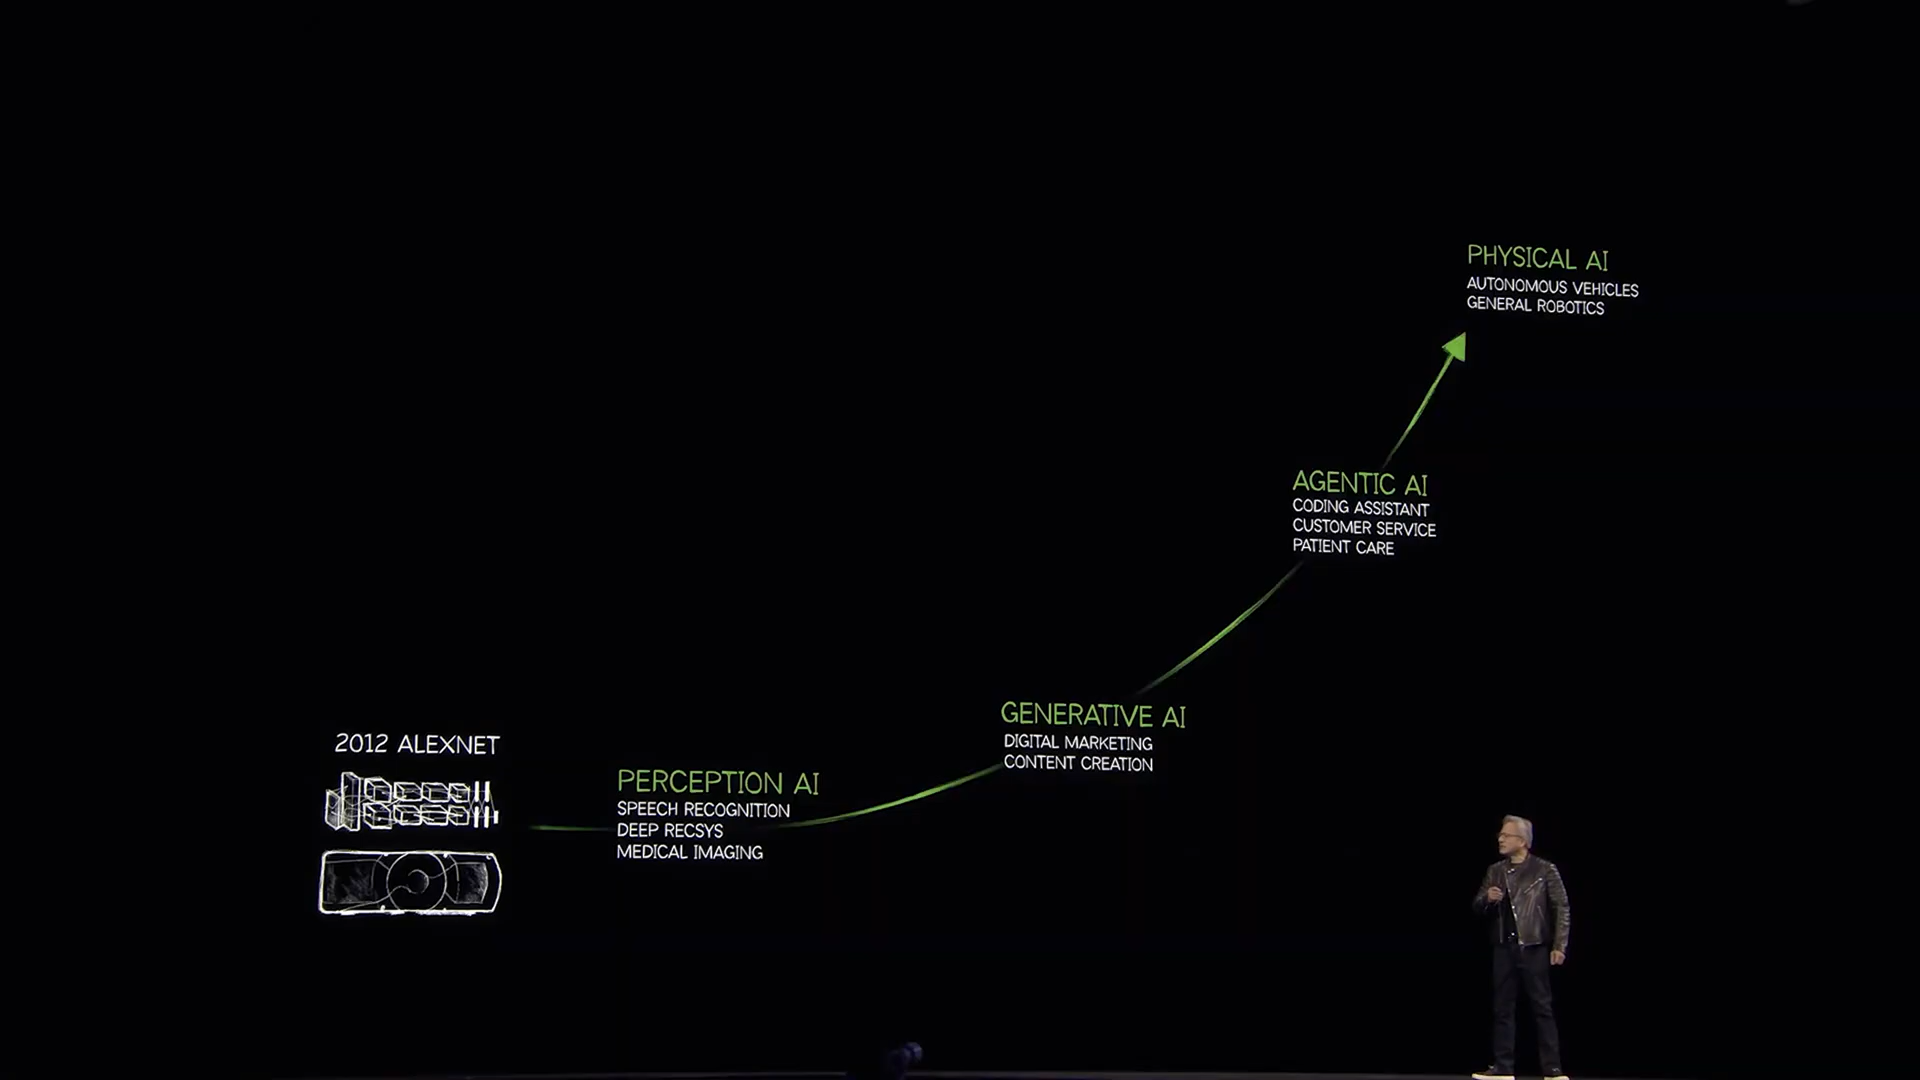 2012 ALEXNET
PERCEPTION AI
SPEECH RECOGNITION
DEEP RECSYS
MEDICAL IMAGING
GENERATIVE AI
DIGITAL MARKETING
CONTENT CREATION
AGENTIC AI
CODING ASSISTANT
CUSTOMER SERVICE
PATIENT CARE
PHYSICAL AI
AUTONOMOUS VEHICLES
GENERAL ROBOTICS